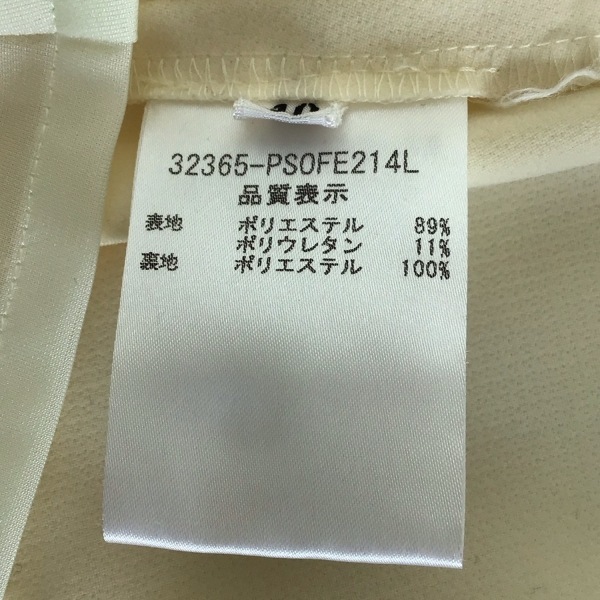 32365-PS0FE214L
品質表示
表地 ポリエステル 89%
ポリウレタン 11%
裏地 ポリエステル 100%